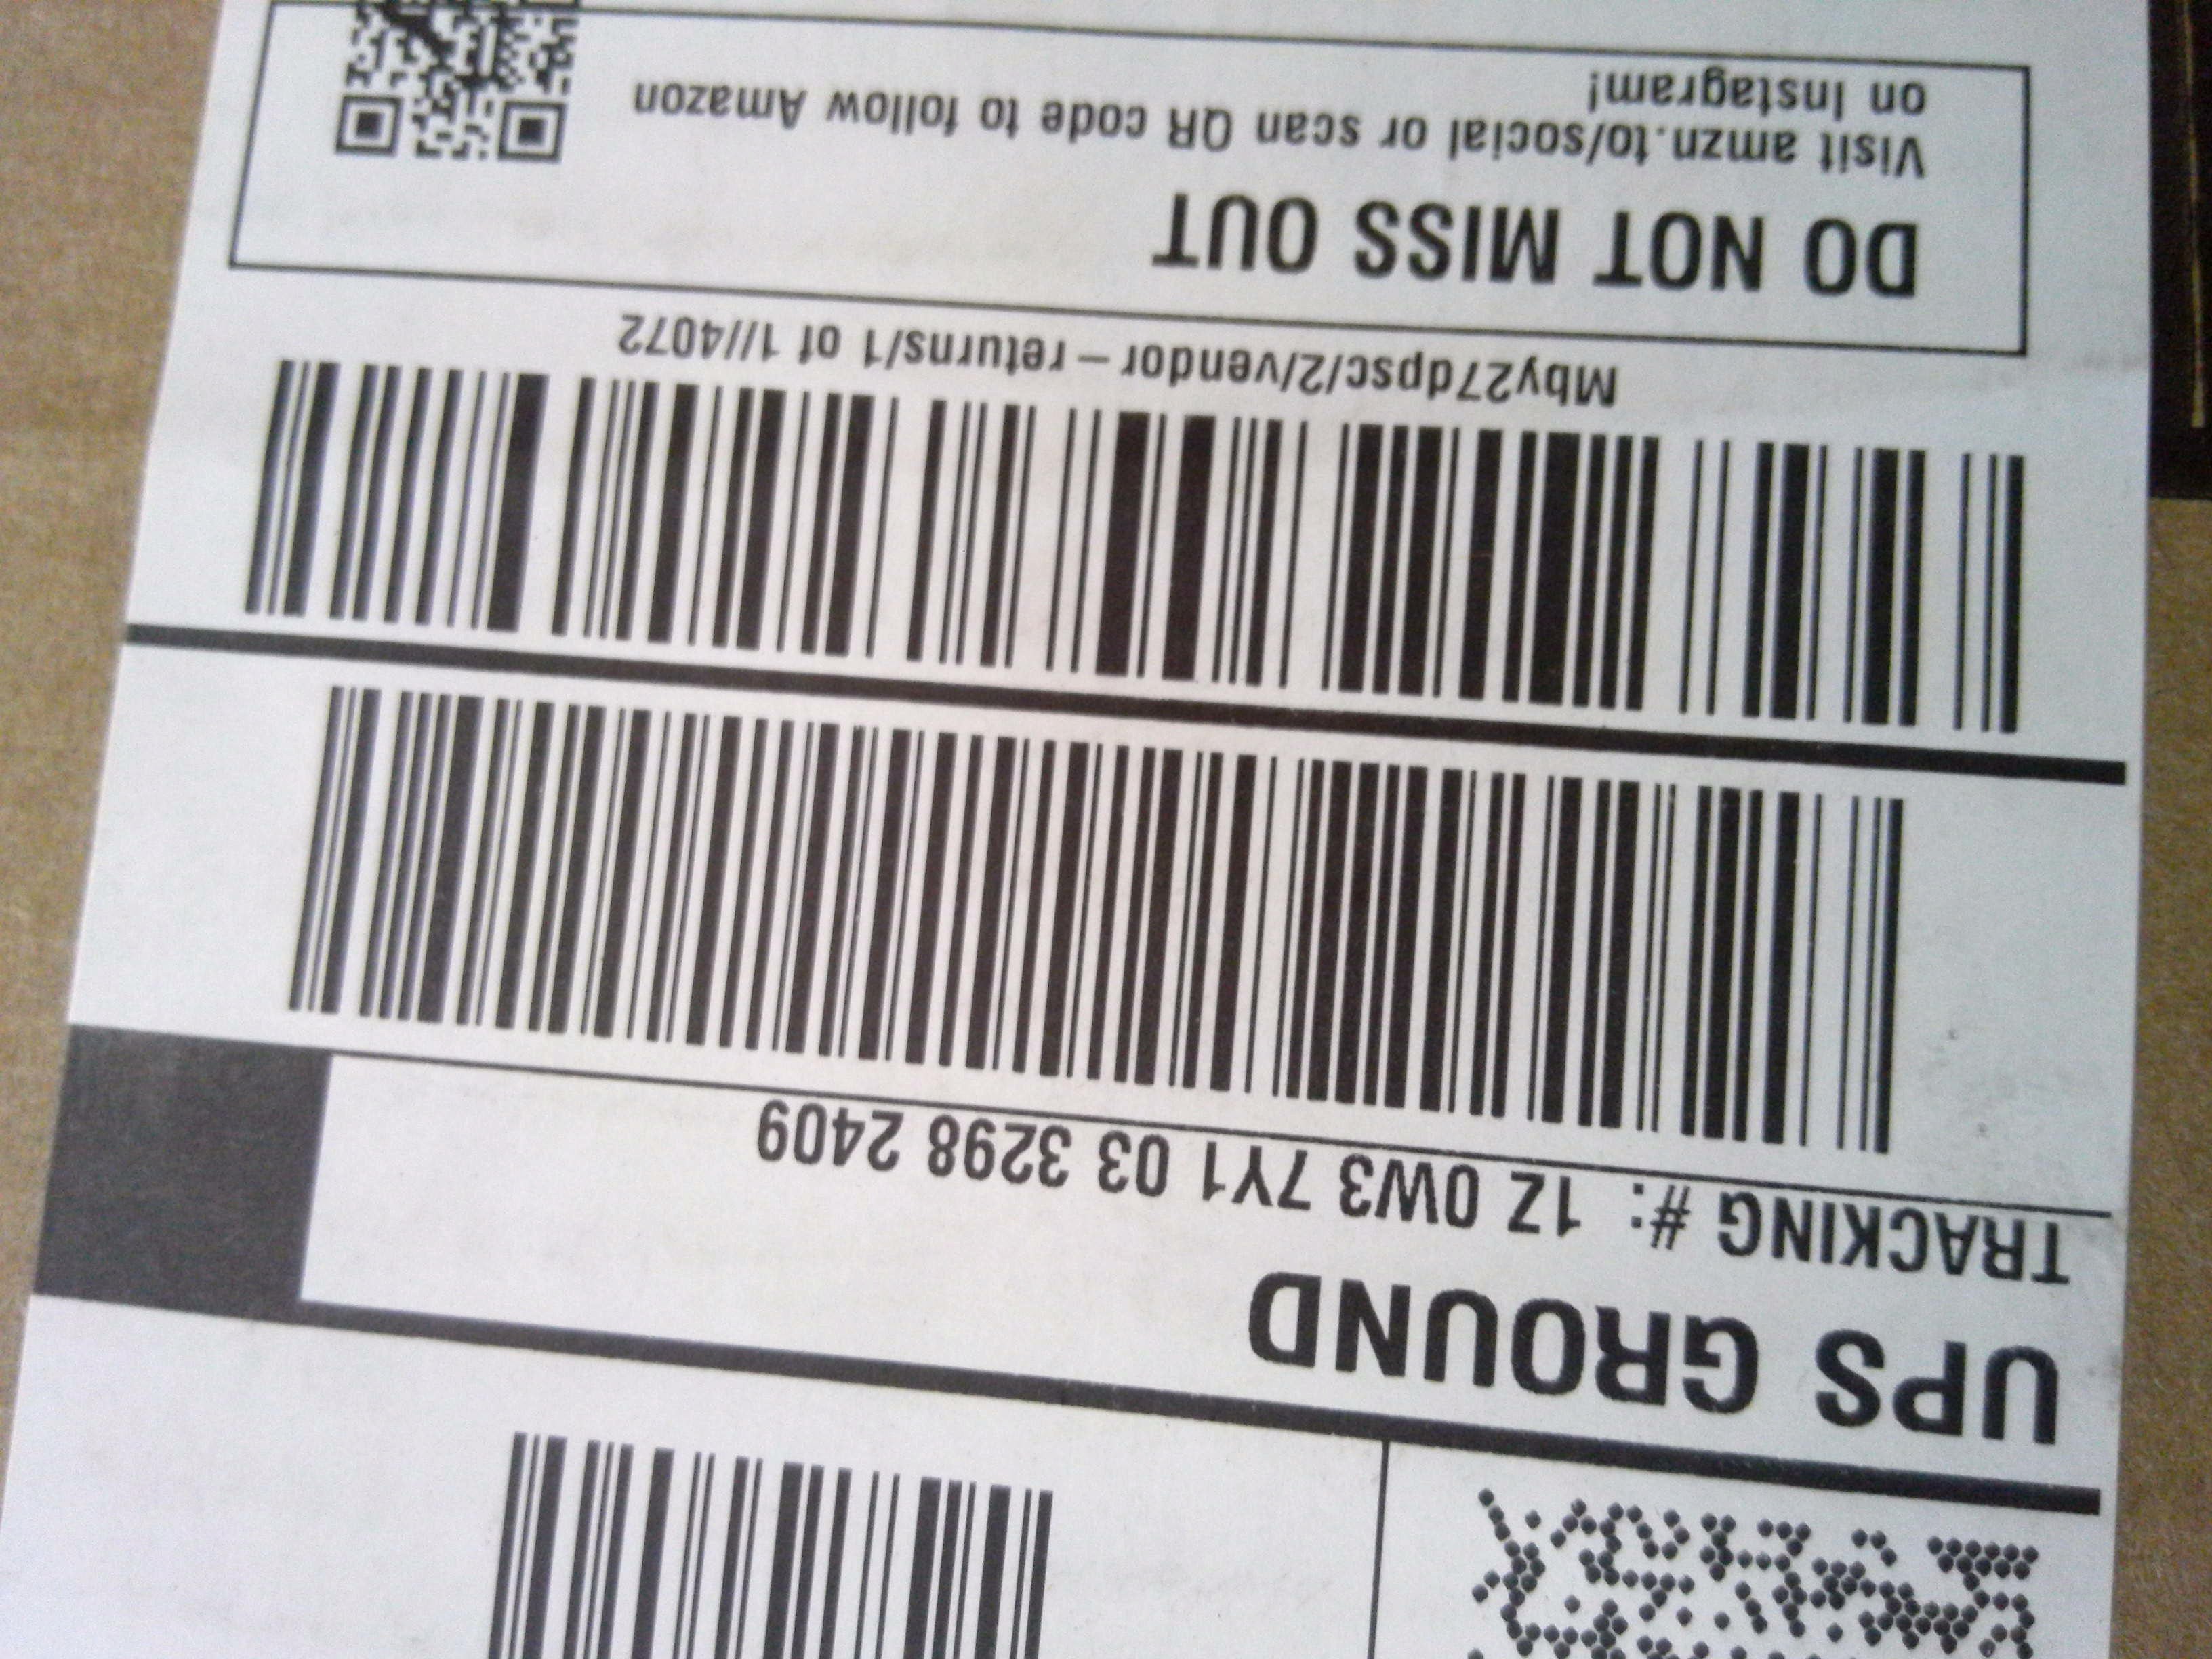 UPS GROUND
TRACKING #: 1Z 0W3 7Y1 03 3298 2409
Mby27dpsc/2/vendor – returns/1 of 1///4072
DO NOT MISS OUT
Visit amzn.to/social or scan QR code to follow Amazon
on Instagram!